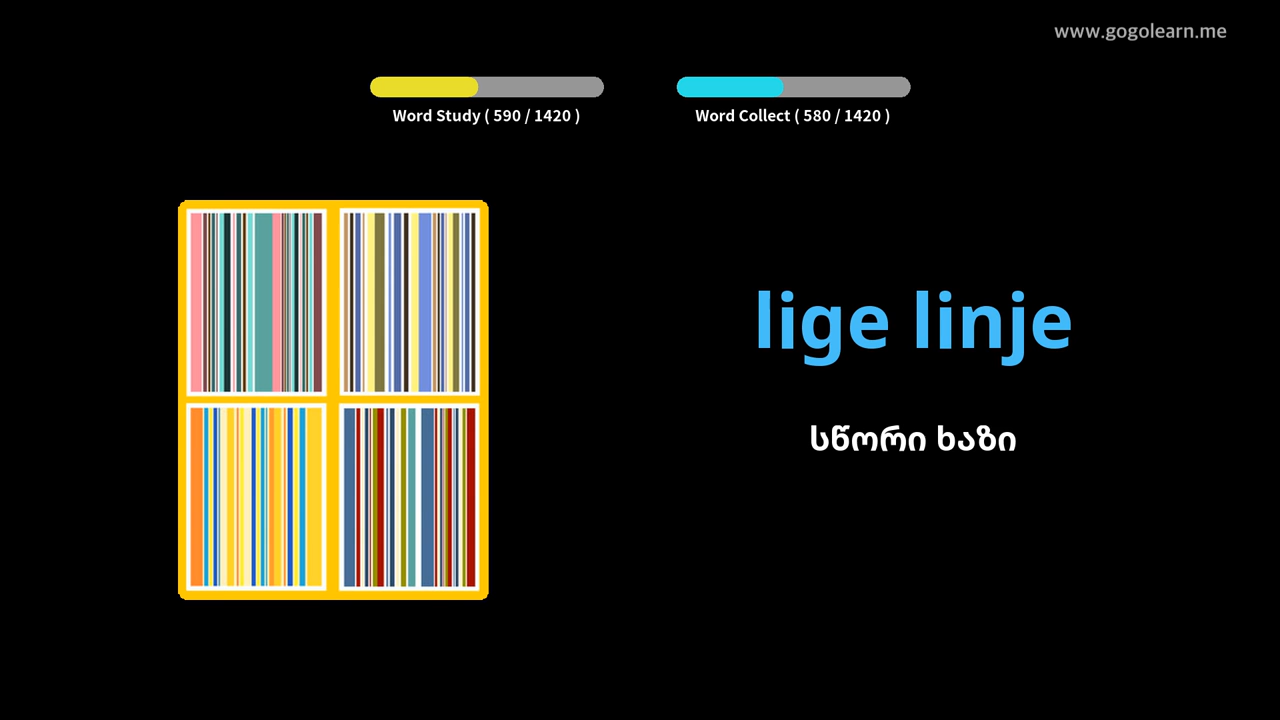 www.gogolearn.me
Word Study ( 590 / 1420 )
Word Collect ( 580 / 1420 )
lige linje
სწორი ხაზი